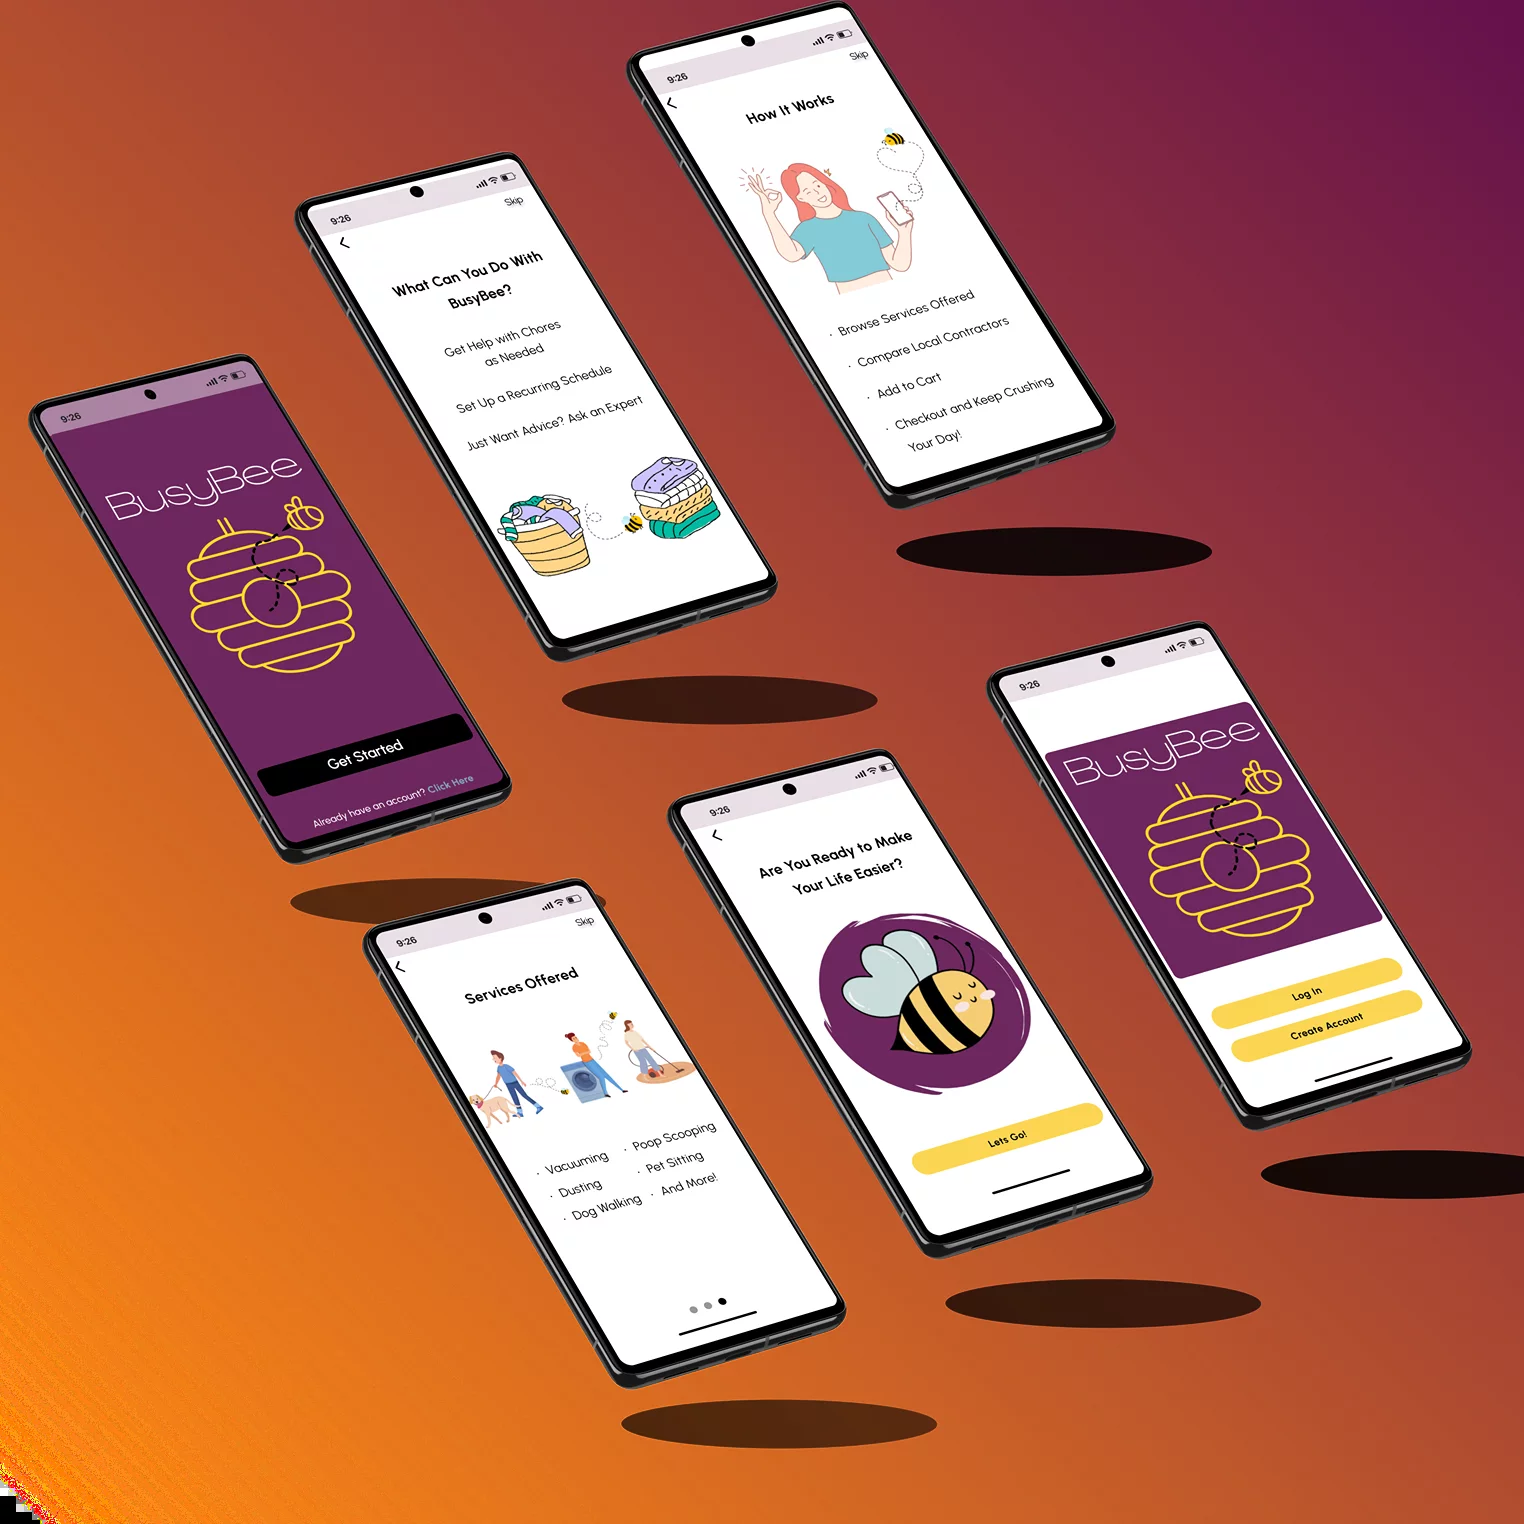 9:26
Skip
How It Works
· Browse Services Offered
· Compare Local Contractors
· Add to Cart
· Checkout and Keep Crushing
Your Day!
9:26
Skip
What Can You Do With
BusyBee?
Get Help with Chores
as Needed
Set Up a Recurring Schedule
Just Want Advice? Ask an Expert
9:26
BusyBee
Get Started
Already have an account? Click Here
9:26
BusyBee
Log In
Create Account
9:26
Are You Ready to Make
Your Life Easier?
Lets Go!
9:26
Skip
Services Offered
· Vacuuming
· Dusting
· Dog Walking
· Poop Scooping
· Pet Sitting
· And More!